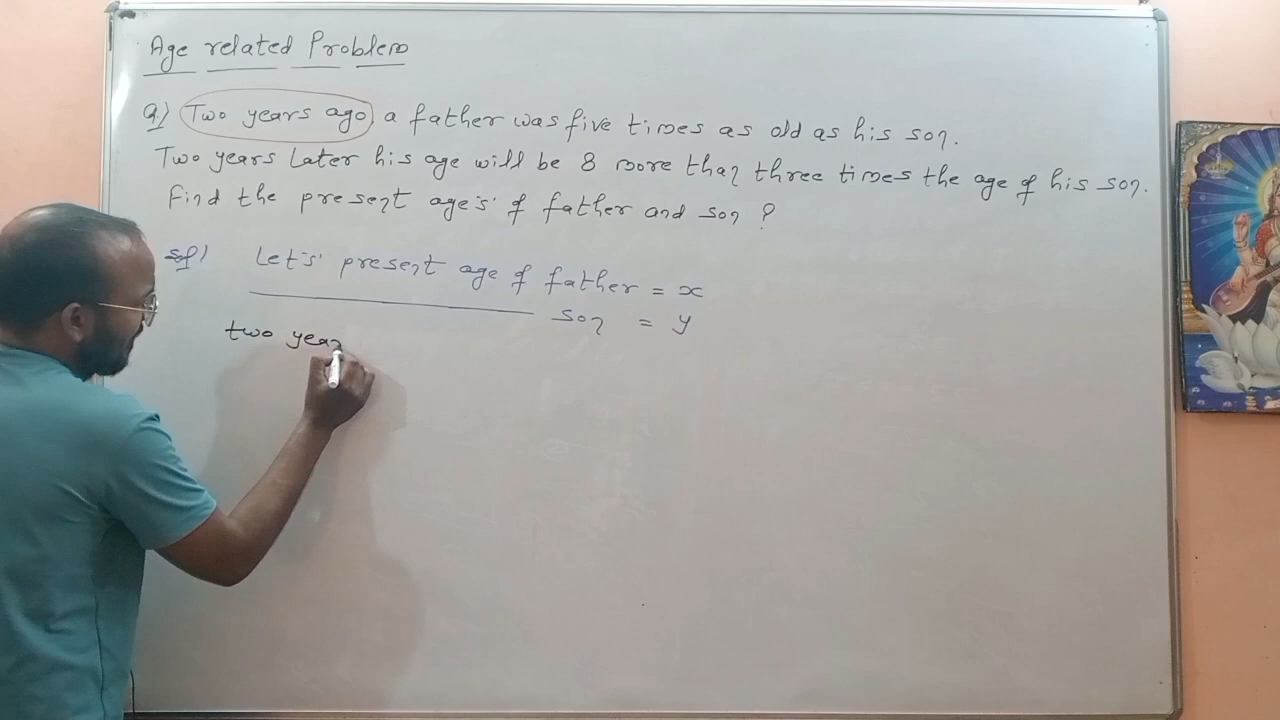 Age related Problem
Q) Two years ago a father was five times as old as his son.
Two years later his age will be 8 more than three times the age of his son.
Find the present age's of father and son ?
Sol) Let's present age of father = x
son = y
two year